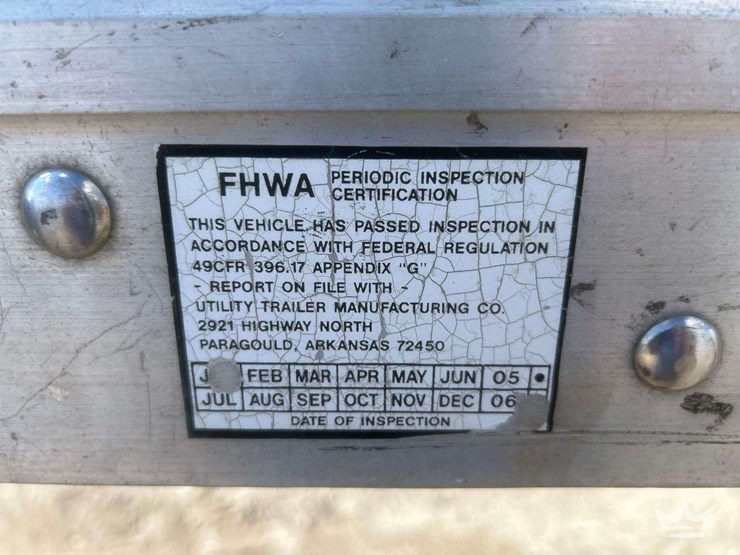 FHWA PERIODIC INSPECTION
CERTIFICATION
THIS VEHICLE HAS PASSED INSPECTION IN
ACCORDANCE WITH FEDERAL REGULATION
49CFR 396.17 APPENDIX "G"
- REPORT ON FILE WITH -
UTILITY TRAILER MANUFACTURING CO.
2921 HIGHWAY NORTH
PARAGOULD, ARKANSAS 72450
FEB MAR APR MAY JUN 05 •
JUL AUG SEP OCT NOV DEC 06
DATE OF INSPECTION